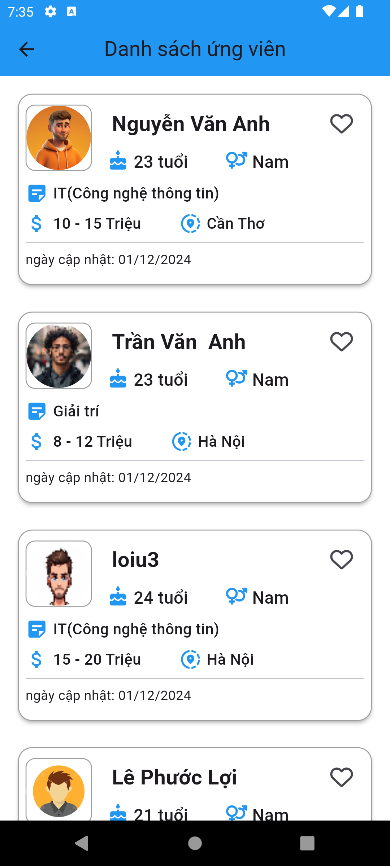 7:35
Danh sách ứng viên
Nguyễn Văn Anh
23 tuổi Nam
IT(Công nghệ thông tin)
10 - 15 Triệu Cần Thơ
ngày cập nhật: 01/12/2024
Trần Văn  Anh
23 tuổi Nam
Giải trí
8 - 12 Triệu Hà Nội
ngày cập nhật: 01/12/2024
loiu3
24 tuổi Nam
IT(Công nghệ thông tin)
15 - 20 Triệu Hà Nội
ngày cập nhật: 01/12/2024
Lê Phước Lợi
21 tuổi Nam